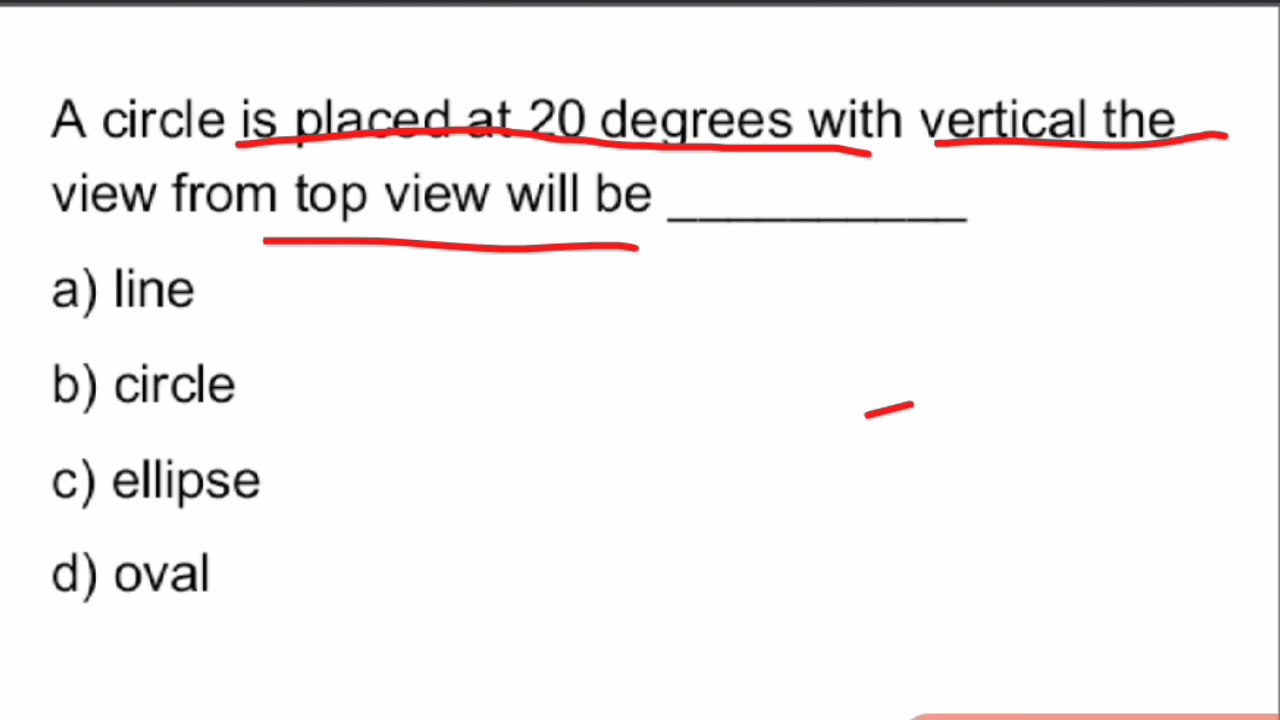 A circle is placed at 20 degrees with vertical the
view from top view will be __________
a) line
b) circle
c) ellipse
d) oval